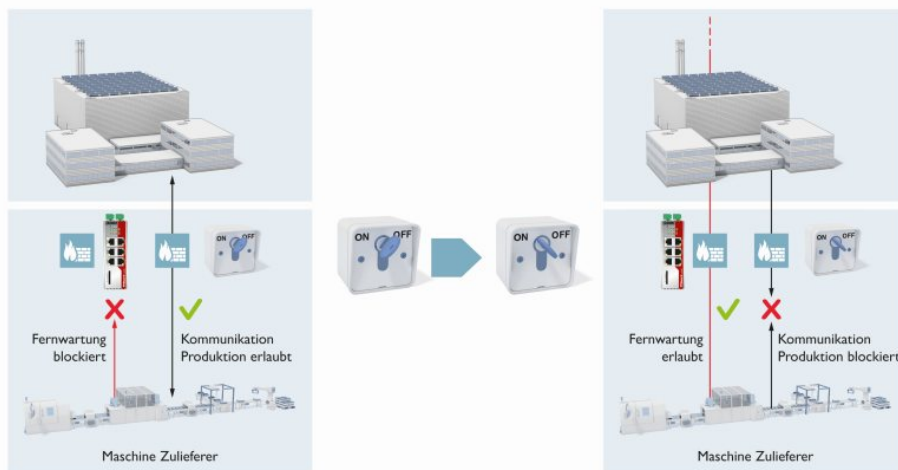 ON OFF
Fernwartung
blockiert
Kommunikation
Produktion erlaubt
Maschine Zulieferer
ON OFF
ON OFF
ON OFF
Fernwartung
erlaubt
Kommunikation
Produktion blockiert
Maschine Zulieferer